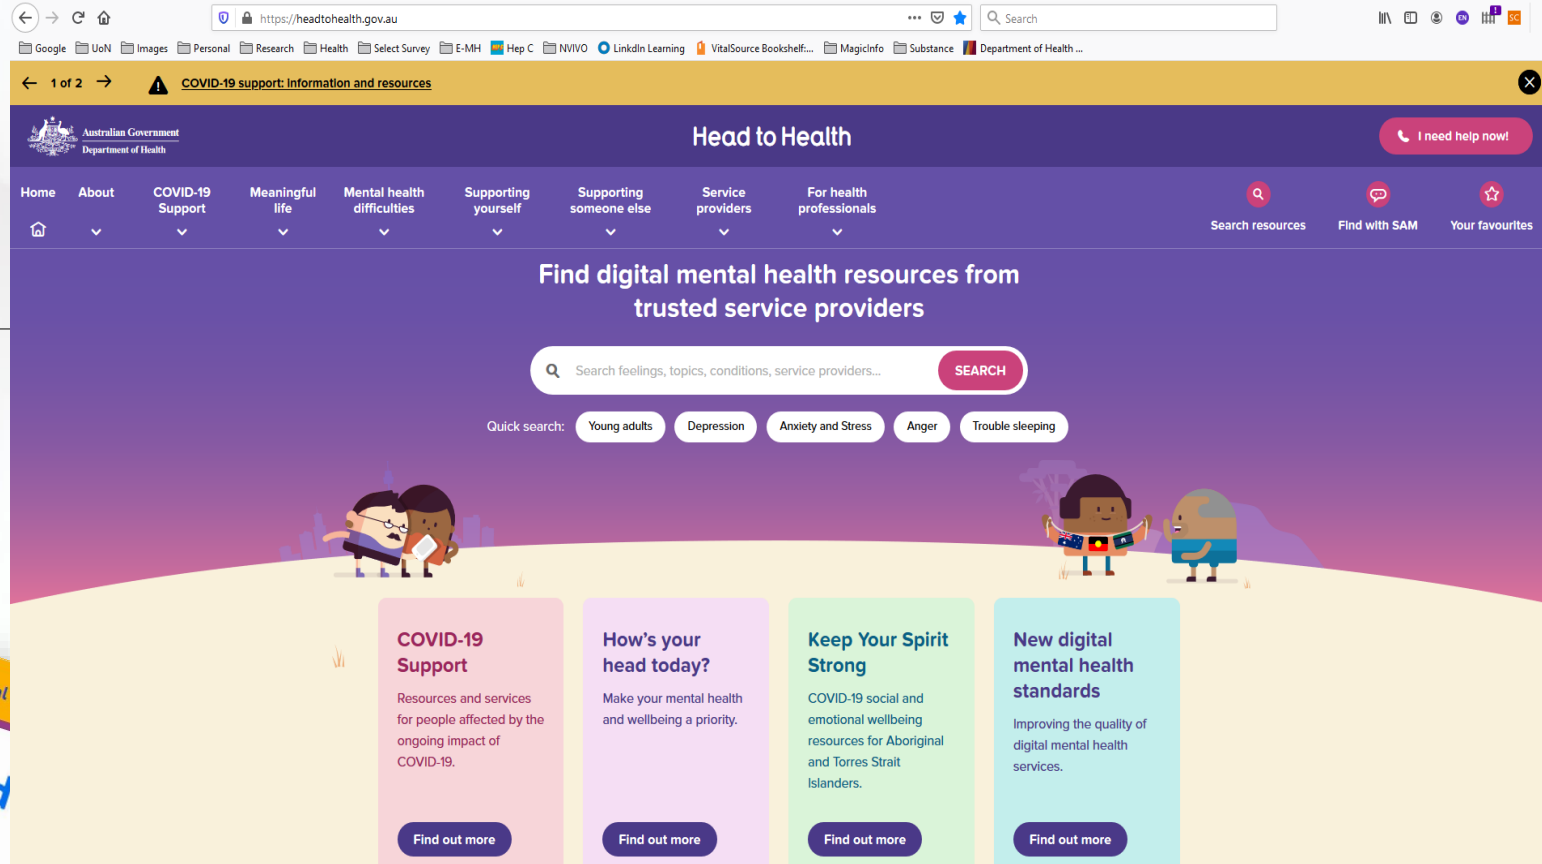 https://headtohealth.gov.au
Search
Google UoN Images Personal Research Health Select Survey E-MH Hep C NVIVO LinkdIn Learning VitalSource Bookshelf:... MagicInfo Substance Department of Health ...
1 of 2 COVID-19 support: Information and resources
Australian Government
Department of Health
Head to Health
I need help now!
Home
About
COVID-19
Support
Meaningful
life
Mental health
difficulties
Supporting
yourself
Supporting
someone else
Service
providers
For health
professionals
Search resources
Find with SAM
Your favourites
Find digital mental health resources from
trusted service providers
Search feelings, topics, conditions, service providers...
SEARCH
Quick search: Young adults Depression Anxiety and Stress Anger Trouble sleeping
COVID-19
Support
Resources and services
for people affected by the
ongoing impact of
COVID-19.
Find out more
How's your
head today?
Make your mental health
and wellbeing a priority.
Find out more
Keep Your Spirit
Strong
COVID-19 social and
emotional wellbeing
resources for Aboriginal
and Torres Strait
Islanders.
Find out more
New digital
mental health
standards
Improving the quality of
digital mental health
services.
Find out more